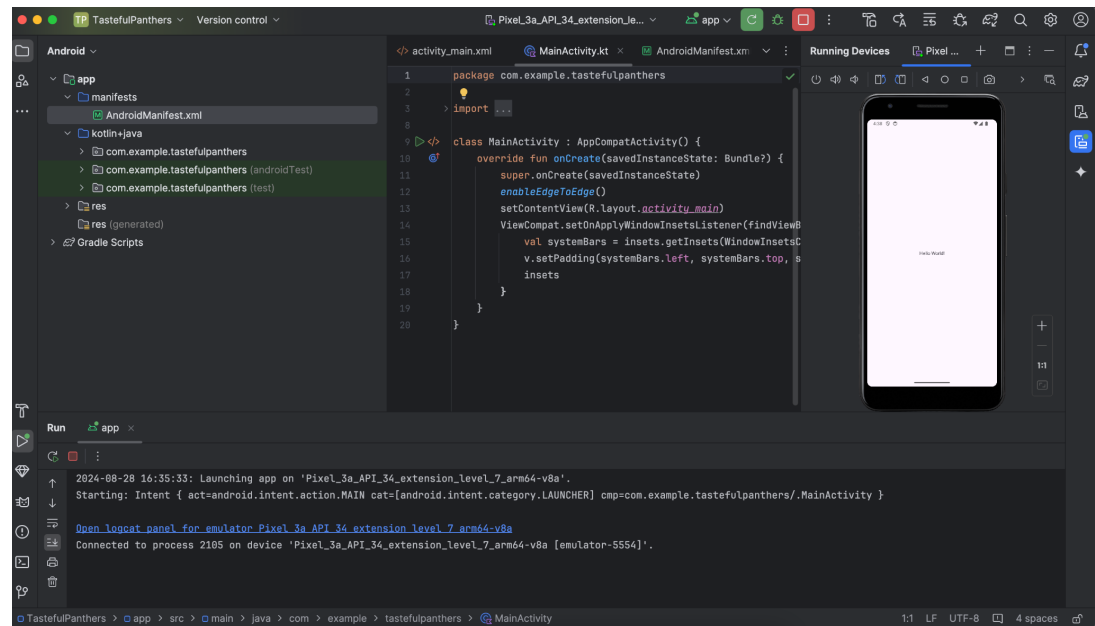 TP TastefulPanthers Version control Pixel_3a_API_34_extension_le... app
Android
app
manifests
AndroidManifest.xml
kotlin+java
com.example.tastefulpanthers
com.example.tastefulpanthers (androidTest)
com.example.tastefulpanthers (test)
res
res (generated)
Gradle Scripts
activity_main.xml MainActivity.kt AndroidManifest.xm
1 package com.example.tastefulpanthers
2
3 import ...
8
9 class MainActivity : AppCompatActivity() {
10 override fun onCreate(savedInstanceState: Bundle?) {
11 super.onCreate(savedInstanceState)
12 enableEdgeToEdge()
13 setContentView(R.layout.activity_main)
14 ViewCompat.setOnApplyWindowInsetsListener(findViewB
15 val systemBars = insets.getInsets(WindowInsetsC
16 v.setPadding(systemBars.left, systemBars.top, s
17 insets
18 }
19 }
20 }
Running Devices Pixel ...
Hello World!
1:1
Run app
2024-08-28 16:35:33: Launching app on 'Pixel_3a_API_34_extension_level_7_arm64-v8a'.
Starting: Intent { act=android.intent.action.MAIN cat=[android.intent.category.LAUNCHER] cmp=com.example.tastefulpanthers/.MainActivity }
Open logcat panel for emulator Pixel 3a API 34 extension level 7 arm64-v8a
Connected to process 2105 on device 'Pixel_3a_API_34_extension_level_7_arm64-v8a [emulator-5554]'.
TastefulPanthers > app > src > main > java > com > example > tastefulpanthers > MainActivity 1:1 LF UTF-8 4 spaces